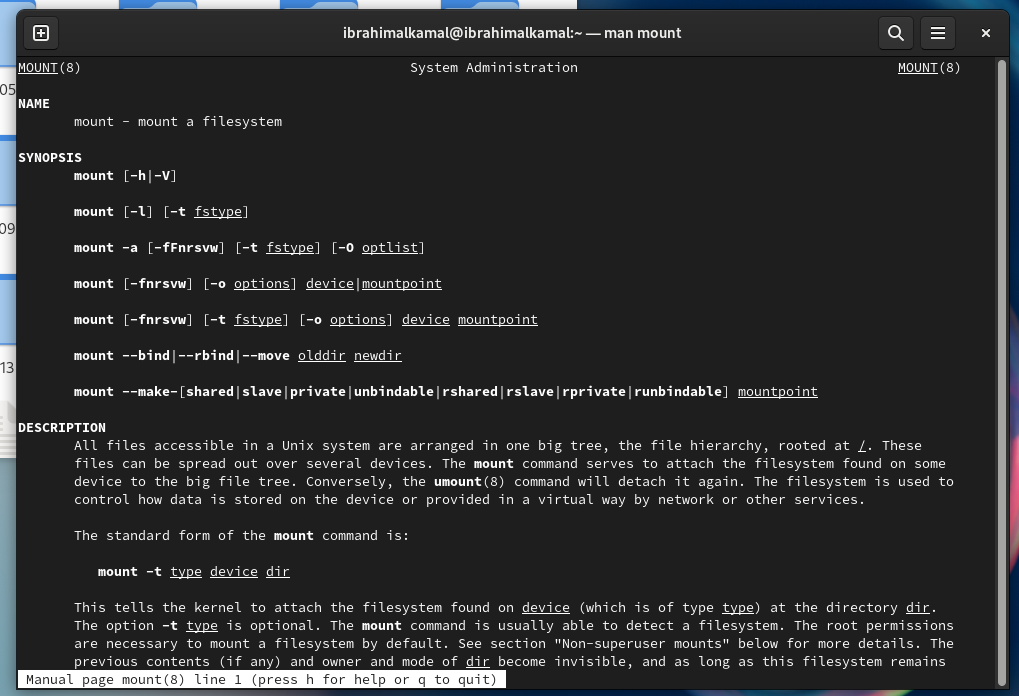 ibrahimalkamal@ibrahimalkamal:~ — man mount
05
09
13
MOUNT(8) System Administration MOUNT(8)
NAME
mount - mount a filesystem
SYNOPSIS
mount [-h|-V]
mount [-l] [-t fstype]
mount -a [-fFnrsvw] [-t fstype] [-O optlist]
mount [-fnrsvw] [-o options] device|mountpoint
mount [-fnrsvw] [-t fstype] [-o options] device mountpoint
mount --bind|--rbind|--move olddir newdir
mount --make-[shared|slave|private|unbindable|rshared|rslave|rprivate|runbindable] mountpoint
DESCRIPTION
All files accessible in a Unix system are arranged in one big tree, the file hierarchy, rooted at /. These
files can be spread out over several devices. The mount command serves to attach the filesystem found on some
device to the big file tree. Conversely, the umount(8) command will detach it again. The filesystem is used to
control how data is stored on the device or provided in a virtual way by network or other services.
The standard form of the mount command is:
mount -t type device dir
This tells the kernel to attach the filesystem found on device (which is of type type) at the directory dir.
The option -t type is optional. The mount command is usually able to detect a filesystem. The root permissions
are necessary to mount a filesystem by default. See section "Non-superuser mounts" below for more details. The
previous contents (if any) and owner and mode of dir become invisible, and as long as this filesystem remains
Manual page mount(8) line 1 (press h for help or q to quit)